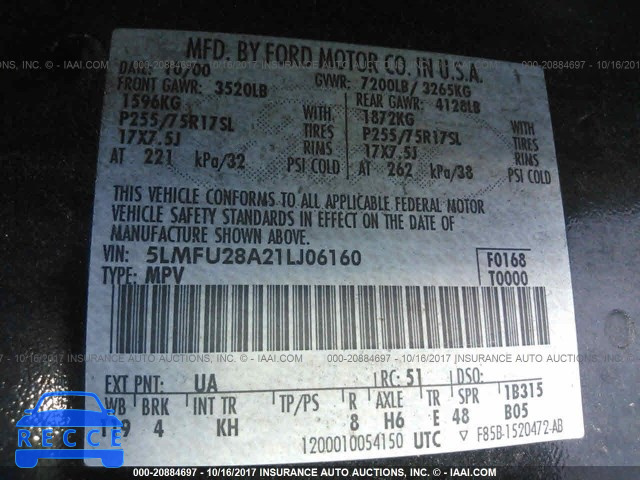 #92160 - 20884697 - 10/16/2017 INSURANCE AUTO AUCTIONS
MFD. BY FORD MOTOR CO. IN U.S.A.
DATE: 10/00 GVWR: 7200LB/ 3265KG
FRONT GAWR: 3520LB REAR GAWR: 4128LB
1596KG WITH 1872KG WITH
P255/75R17SL TIRES P255/75R17SL TIRES
17X7.5J RIMS 17X7.5J RIMS
AT 221 kPa/32 PSI COLD AT 262 kPa/38 PSI COLD
THIS VEHICLE CONFORMS TO ALL APPLICABLE FEDERAL MOTOR
VEHICLE SAFETY STANDARDS IN EFFECT ON THE DATE OF
MANUFACTURE SHOWN ABOVE.
VIN: 5LMFU28A21LJ06160 F0168
TYPE: MPV T0000
EXT PNT: UA RC: 51 DSO:
WB BRK INT TR TP/PS R AXLE TR SPR 1B315
9 4 KH 8 H6 E 48 B05
1200010054150 UTC ▽ F85B-1520472-AB
RECCE